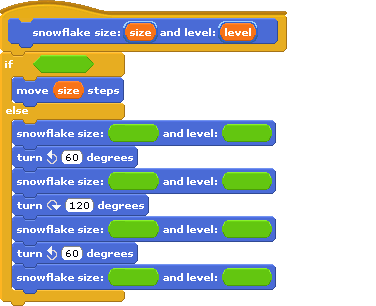 snowflake size: size and level: level
if
move size steps
else
snowflake size: and level:
turn 60 degrees
snowflake size: and level:
turn 120 degrees
snowflake size: and level:
turn 60 degrees
snowflake size: and level: